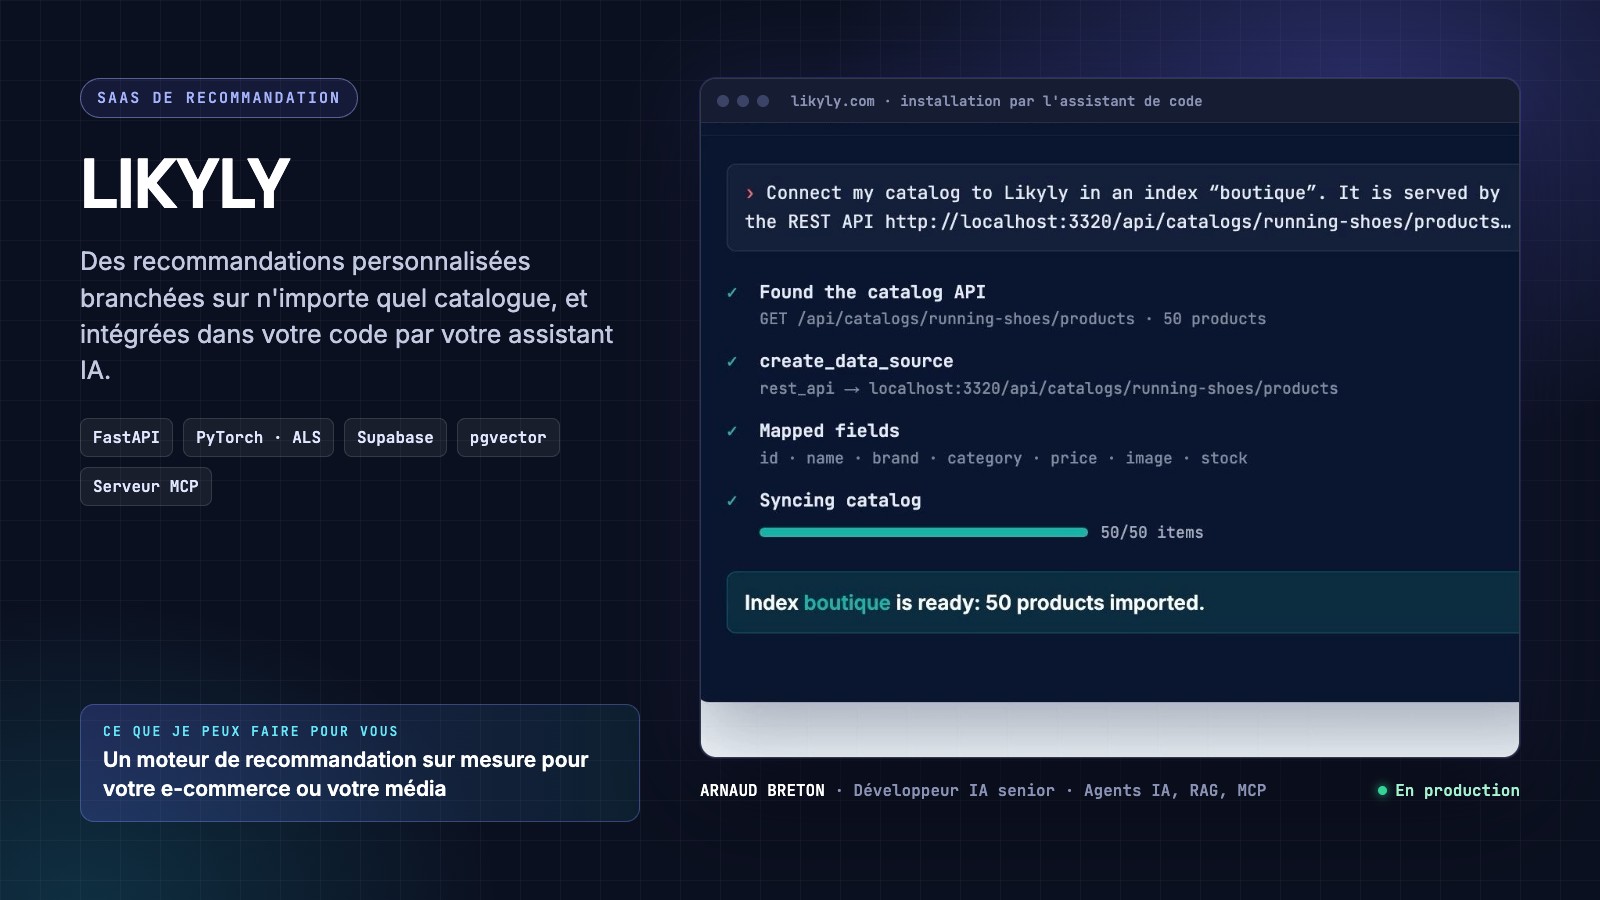 SAAS DE RECOMMANDATION
LIKYLY
Des recommandations personnalisées
branchées sur n'importe quel catalogue, et
intégrées dans votre code par votre assistant
IA.
FastAPI
PyTorch · ALS
Supabase
pgvector
Serveur MCP
CE QUE JE PEUX FAIRE POUR VOUS
Un moteur de recommandation sur mesure pour
votre e-commerce ou votre média
likyly.com · installation par l'assistant de code
› Connect my catalog to Likyly in an index “boutique”. It is served by
the REST API http://localhost:3320/api/catalogs/running-shoes/products…
✓ Found the catalog API
GET /api/catalogs/running-shoes/products · 50 products
✓ create_data_source
rest_api → localhost:3320/api/catalogs/running-shoes/products
✓ Mapped fields
id · name · brand · category · price · image · stock
✓ Syncing catalog
50/50 items
Index boutique is ready: 50 products imported.
ARNAUD BRETON · Développeur IA senior · Agents IA, RAG, MCP
En production